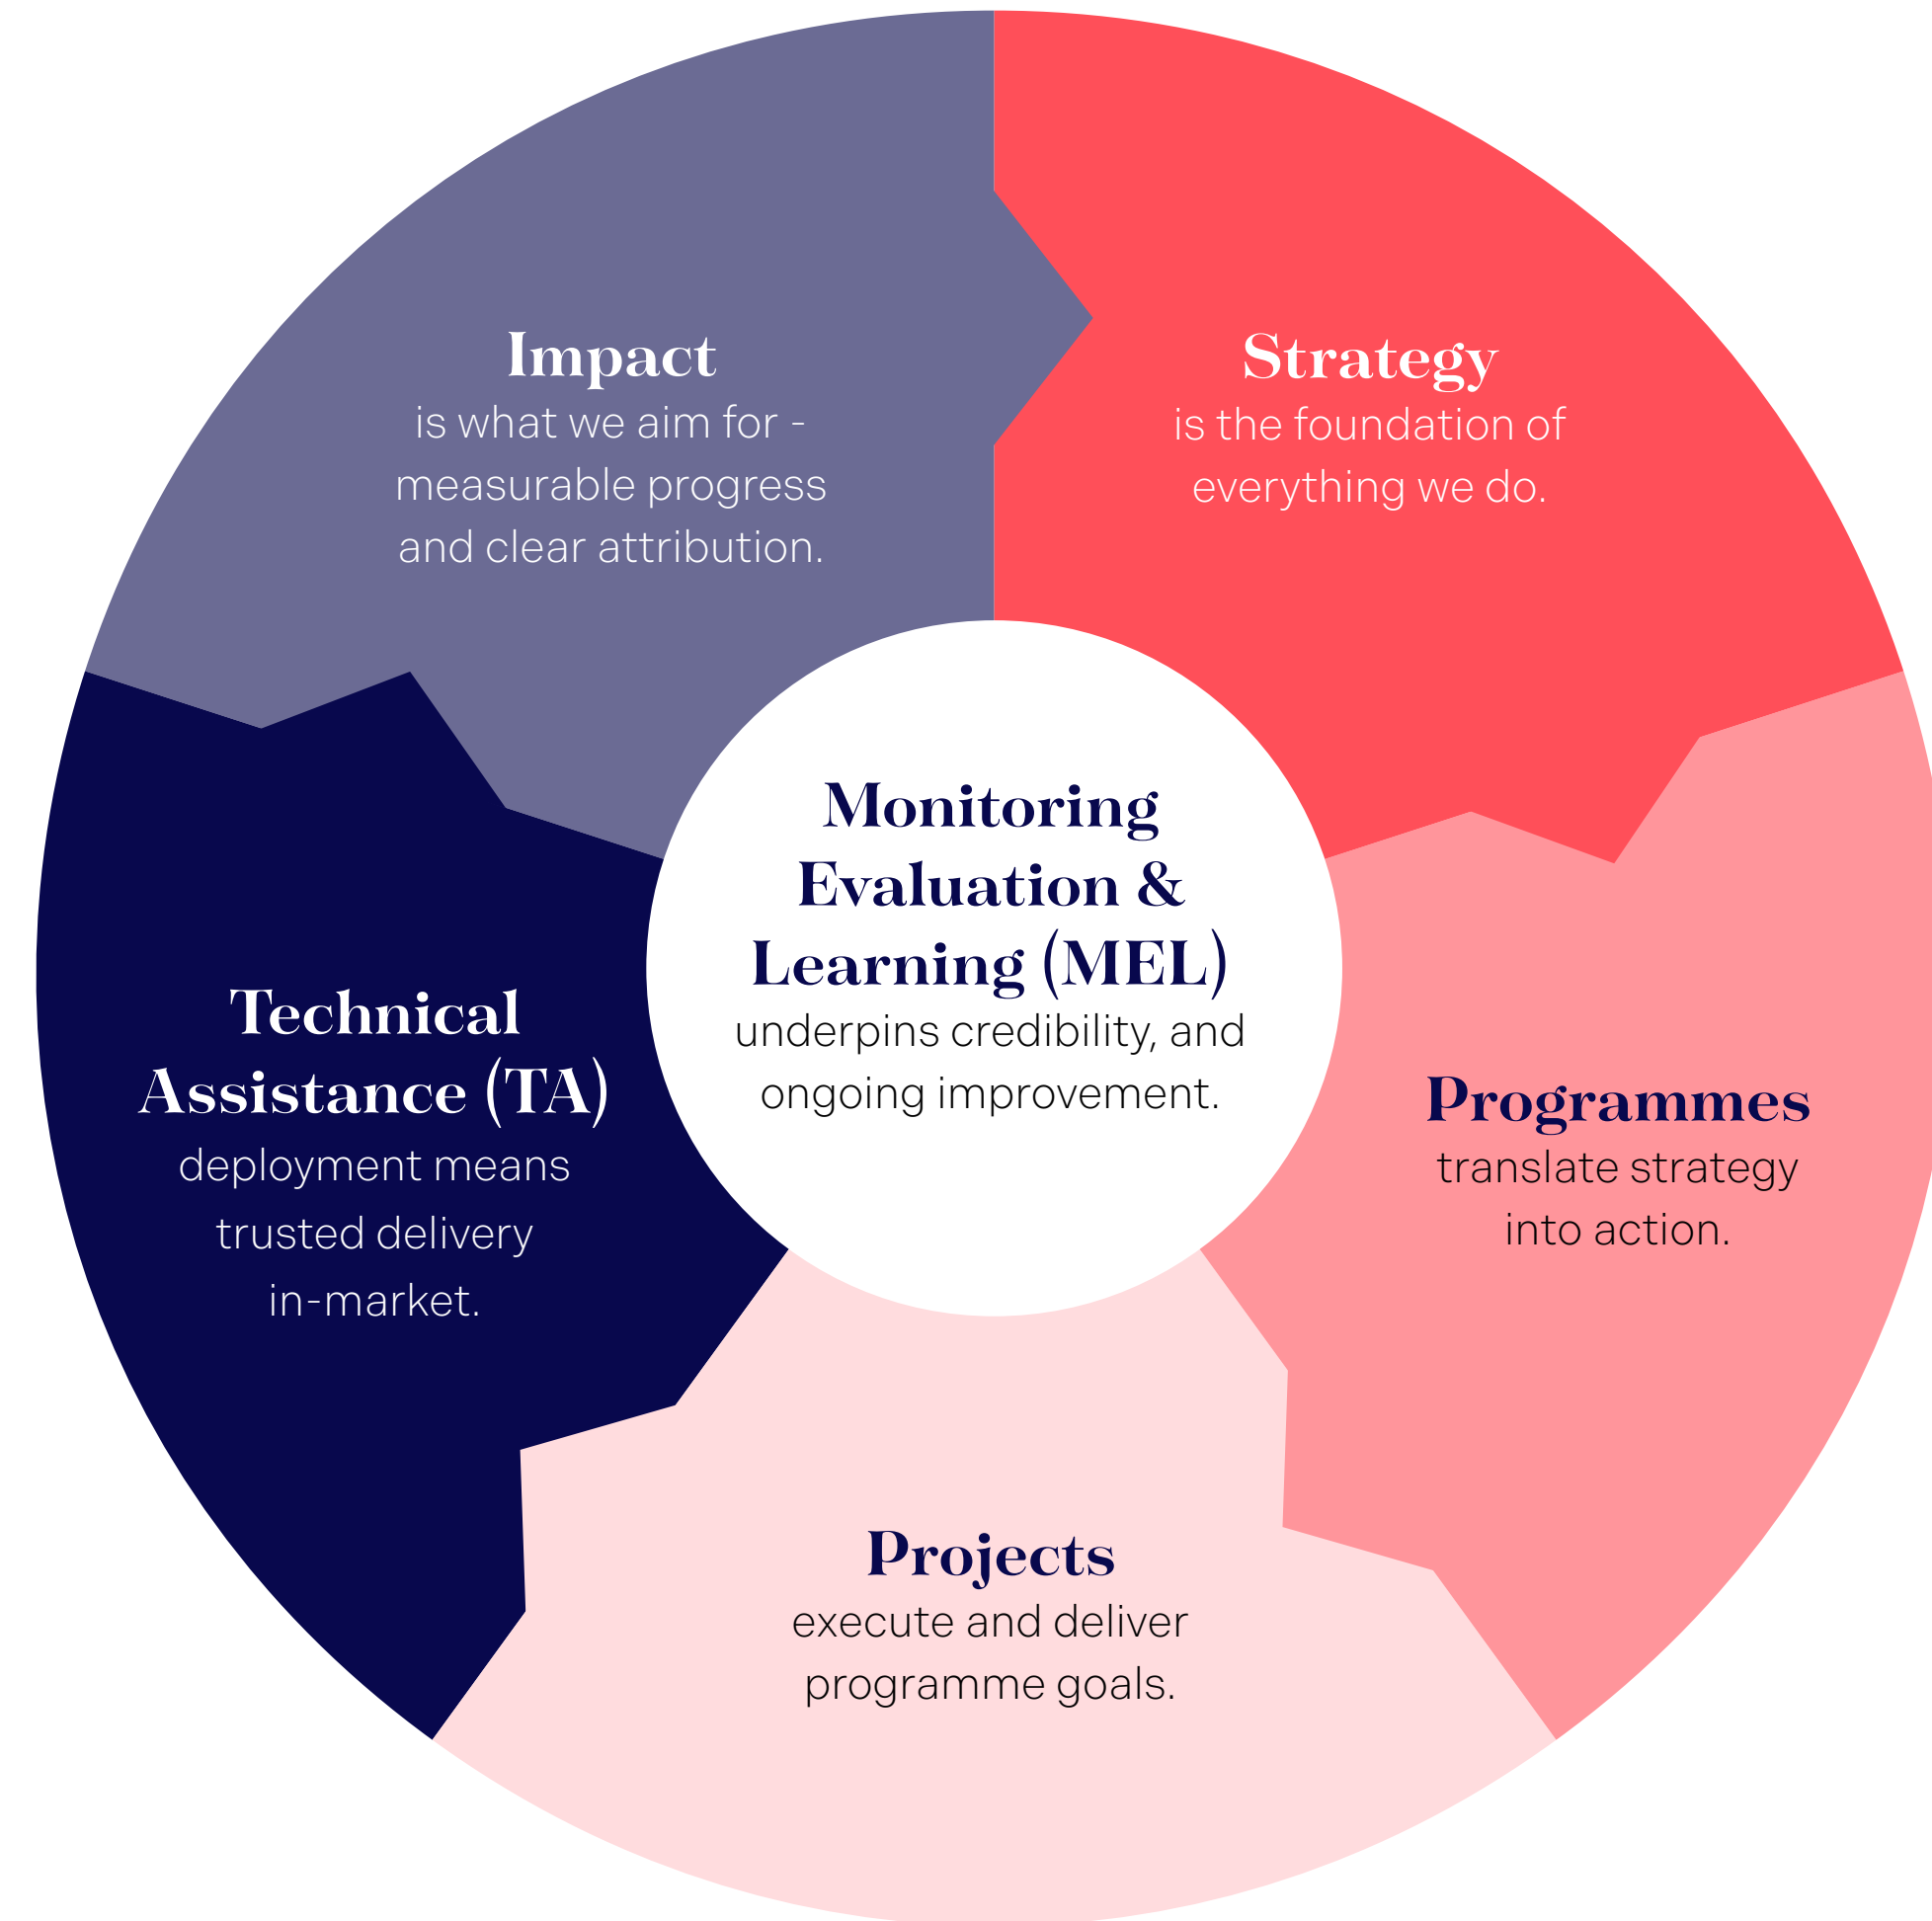 Impact
is what we aim for -
measurable progress
and clear attribution.
Strategy
is the foundation of
everything we do.
Monitoring
Evaluation &
Learning (MEL)
underpins credibility, and
ongoing improvement.
Technical
Assistance (TA)
deployment means
trusted delivery
in-market.
Programmes
translate strategy
into action.
Projects
execute and deliver
programme goals.